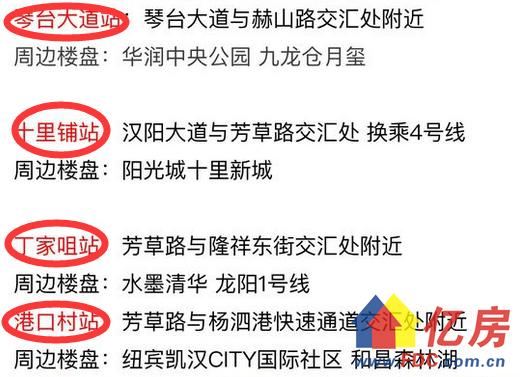 琴台大道站：琴台大道与赫山路交汇处附近
周边楼盘：华润中央公园 九龙仓月玺
十里铺站 汉阳大道与芳草路交汇处 换乘4号线
周边楼盘：阳光城十里新城
丁家咀站 芳草路与隆祥东街交汇处附近
周边楼盘：水墨清华 龙阳1号线
港口村站 芳草路与杨泗港快速通道交汇处附近
周边楼盘：纽宾凯汉CITY国际社区 和昌森林湖
亿房
FDC.COM.CN